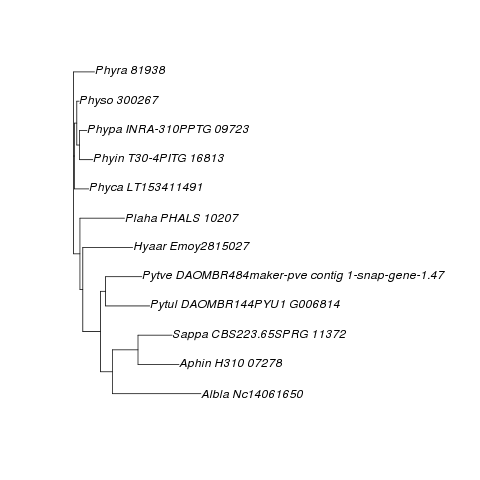 Phyra 81938
Physo 300267
Phypa INRA-310PPTG 09723
Phyin T30-4PITG 16813
Phyca LT153411491
Plaha PHALS 10207
Hyaar Emoy2815027
Pytve DAOMBR484maker-pve contig 1-snap-gene-1.47
Pytul DAOMBR144PYU1 G006814
Sappa CBS223.65SPRG 11372
Aphin H310 07278
Albla Nc14061650